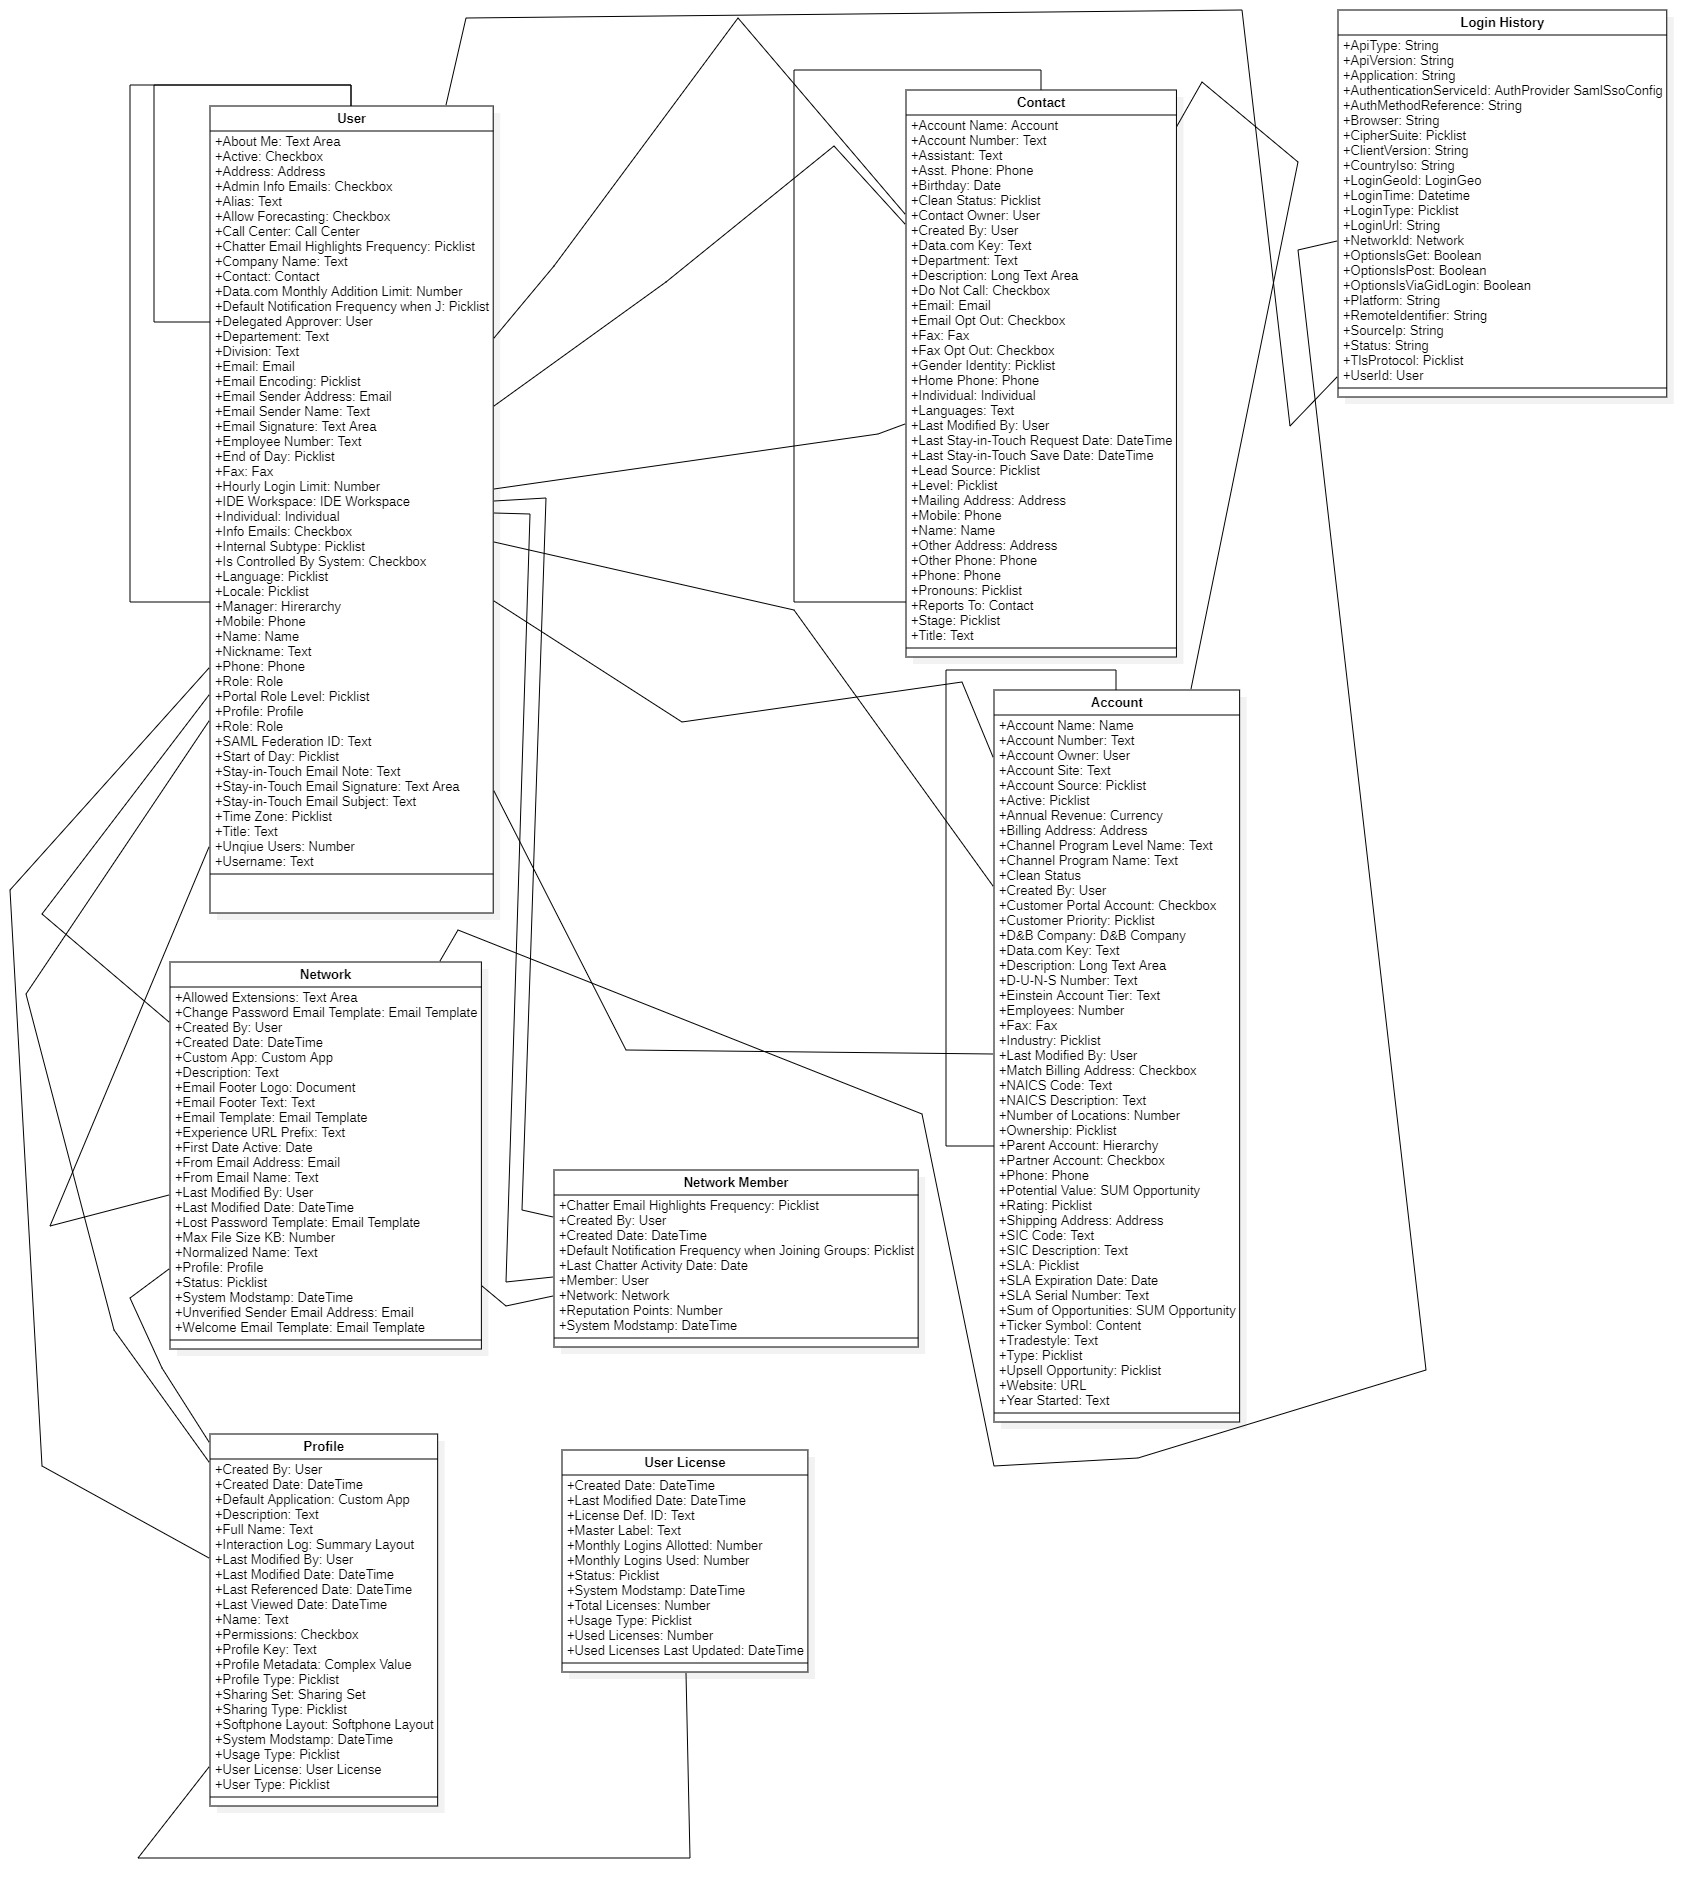 Login History
+ApiType: String
+ApiVersion: String
+Application: String
+AuthenticationServiceId: AuthProvider SamlSsoConfig
+AuthMethodReference: String
+Browser: String
+CipherSuite: Picklist
+ClientVersion: String
+CountryIso: String
+LoginGeoId: LoginGeo
+LoginTime: Datetime
+LoginType: Picklist
+LoginUrl: String
+NetworkId: Network
+OptionsIsGet: Boolean
+OptionsIsPost: Boolean
+OptionsIsViaGidLogin: Boolean
+Platform: String
+RemoteIdentifier: String
+SourceIp: String
+Status: String
+TlsProtocol: Picklist
+UserId: User
User
+About Me: Text Area
+Active: Checkbox
+Address: Address
+Admin Info Emails: Checkbox
+Alias: Text
+Allow Forecasting: Checkbox
+Call Center: Call Center
+Chatter Email Highlights Frequency: Picklist
+Company Name: Text
+Contact: Contact
+Data.com Monthly Addition Limit: Number
+Default Notification Frequency when J: Picklist
+Delegated Approver: User
+Departement: Text
+Division: Text
+Email: Email
+Email Encoding: Picklist
+Email Sender Address: Email
+Email Sender Name: Text
+Email Signature: Text Area
+Employee Number: Text
+End of Day: Picklist
+Fax: Fax
+Hourly Login Limit: Number
+IDE Workspace: IDE Workspace
+Individual: Individual
+Info Emails: Checkbox
+Internal Subtype: Picklist
+Is Controlled By System: Checkbox
+Language: Picklist
+Locale: Picklist
+Manager: Hirerarchy
+Mobile: Phone
+Name: Name
+Nickname: Text
+Phone: Phone
+Role: Role
+Portal Role Level: Picklist
+Profile: Profile
+Role: Role
+SAML Federation ID: Text
+Start of Day: Picklist
+Stay-in-Touch Email Note: Text
+Stay-in-Touch Email Signature: Text Area
+Stay-in-Touch Email Subject: Text
+Time Zone: Picklist
+Title: Text
+Unqiue Users: Number
+Username: Text
Contact
+Account Name: Account
+Account Number: Text
+Assistant: Text
+Asst. Phone: Phone
+Birthday: Date
+Clean Status: Picklist
+Contact Owner: User
+Created By: User
+Data.com Key: Text
+Department: Text
+Description: Long Text Area
+Do Not Call: Checkbox
+Email: Email
+Email Opt Out: Checkbox
+Fax: Fax
+Fax Opt Out: Checkbox
+Gender Identity: Picklist
+Home Phone: Phone
+Individual: Individual
+Languages: Text
+Last Modified By: User
+Last Stay-in-Touch Request Date: DateTime
+Last Stay-in-Touch Save Date: DateTime
+Lead Source: Picklist
+Level: Picklist
+Mailing Address: Address
+Mobile: Phone
+Name: Name
+Other Address: Address
+Other Phone: Phone
+Phone: Phone
+Pronouns: Picklist
+Reports To: Contact
+Stage: Picklist
+Title: Text
Account
+Account Name: Name
+Account Number: Text
+Account Owner: User
+Account Site: Text
+Account Source: Picklist
+Active: Picklist
+Annual Revenue: Currency
+Billing Address: Address
+Channel Program Level Name: Text
+Channel Program Name: Text
+Clean Status
+Created By: User
+Customer Portal Account: Checkbox
+Customer Priority: Picklist
+D&B Company: D&B Company
+Data.com Key: Text
+Description: Long Text Area
+D-U-N-S Number: Text
+Einstein Account Tier: Text
+Employees: Number
+Fax: Fax
+Industry: Picklist
+Last Modified By: User
+Match Billing Address: Checkbox
+NAICS Code: Text
+NAICS Description: Text
+Number of Locations: Number
+Ownership: Picklist
+Parent Account: Hierarchy
+Partner Account: Checkbox
+Phone: Phone
+Potential Value: SUM Opportunity
+Rating: Picklist
+Shipping Address: Address
+SIC Code: Text
+SIC Description: Text
+SLA: Picklist
+SLA Expiration Date: Date
+SLA Serial Number: Text
+Sum of Opportunities: SUM Opportunity
+Ticker Symbol: Content
+Tradestyle: Text
+Type: Picklist
+Upsell Opportunity: Picklist
+Website: URL
+Year Started: Text
Network
+Allowed Extensions: Text Area
+Change Password Email Template: Email Template
+Created By: User
+Created Date: DateTime
+Custom App: Custom App
+Description: Text
+Email Footer Logo: Document
+Email Footer Text: Text
+Email Template: Email Template
+Experience URL Prefix: Text
+First Date Active: Date
+From Email Address: Email
+From Email Name: Text
+Last Modified By: User
+Last Modified Date: DateTime
+Lost Password Template: Email Template
+Max File Size KB: Number
+Normalized Name: Text
+Profile: Profile
+Status: Picklist
+System Modstamp: DateTime
+Unverified Sender Email Address: Email
+Welcome Email Template: Email Template
Network Member
+Chatter Email Highlights Frequency: Picklist
+Created By: User
+Created Date: DateTime
+Default Notification Frequency when Joining Groups: Picklist
+Last Chatter Activity Date: Date
+Member: User
+Network: Network
+Reputation Points: Number
+System Modstamp: DateTime
Profile
+Created By: User
+Created Date: DateTime
+Default Application: Custom App
+Description: Text
+Full Name: Text
+Interaction Log: Summary Layout
+Last Modified By: User
+Last Modified Date: DateTime
+Last Referenced Date: DateTime
+Last Viewed Date: DateTime
+Name: Text
+Permissions: Checkbox
+Profile Key: Text
+Profile Metadata: Complex Value
+Profile Type: Picklist
+Sharing Set: Sharing Set
+Sharing Type: Picklist
+Softphone Layout: Softphone Layout
+System Modstamp: DateTime
+Usage Type: Picklist
+User License: User License
+User Type: Picklist
User License
+Created Date: DateTime
+Last Modified Date: DateTime
+License Def. ID: Text
+Master Label: Text
+Monthly Logins Allotted: Number
+Monthly Logins Used: Number
+Status: Picklist
+System Modstamp: DateTime
+Total Licenses: Number
+Usage Type: Picklist
+Used Licenses: Number
+Used Licenses Last Updated: DateTime